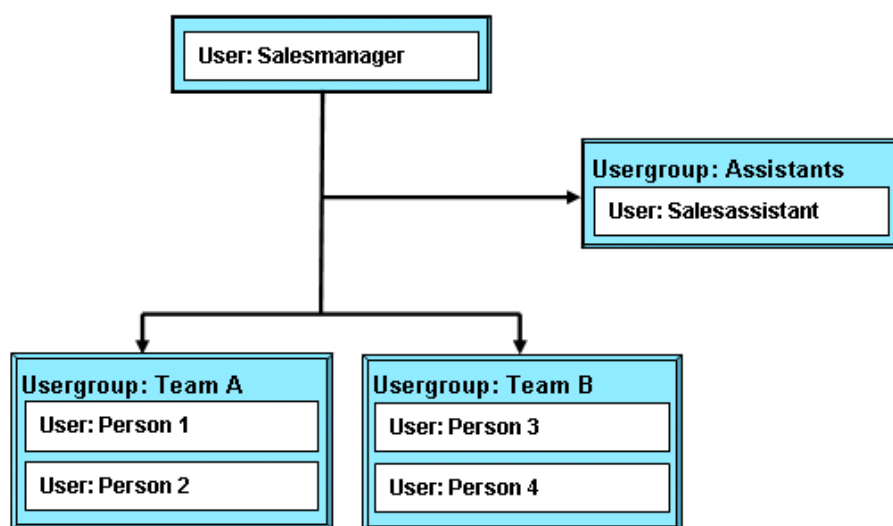 User: Salesmanager
Usergroup: Assistants
User: Salesassistant
Usergroup: Team A
User: Person 1
User: Person 2
Usergroup: Team B
User: Person 3
User: Person 4